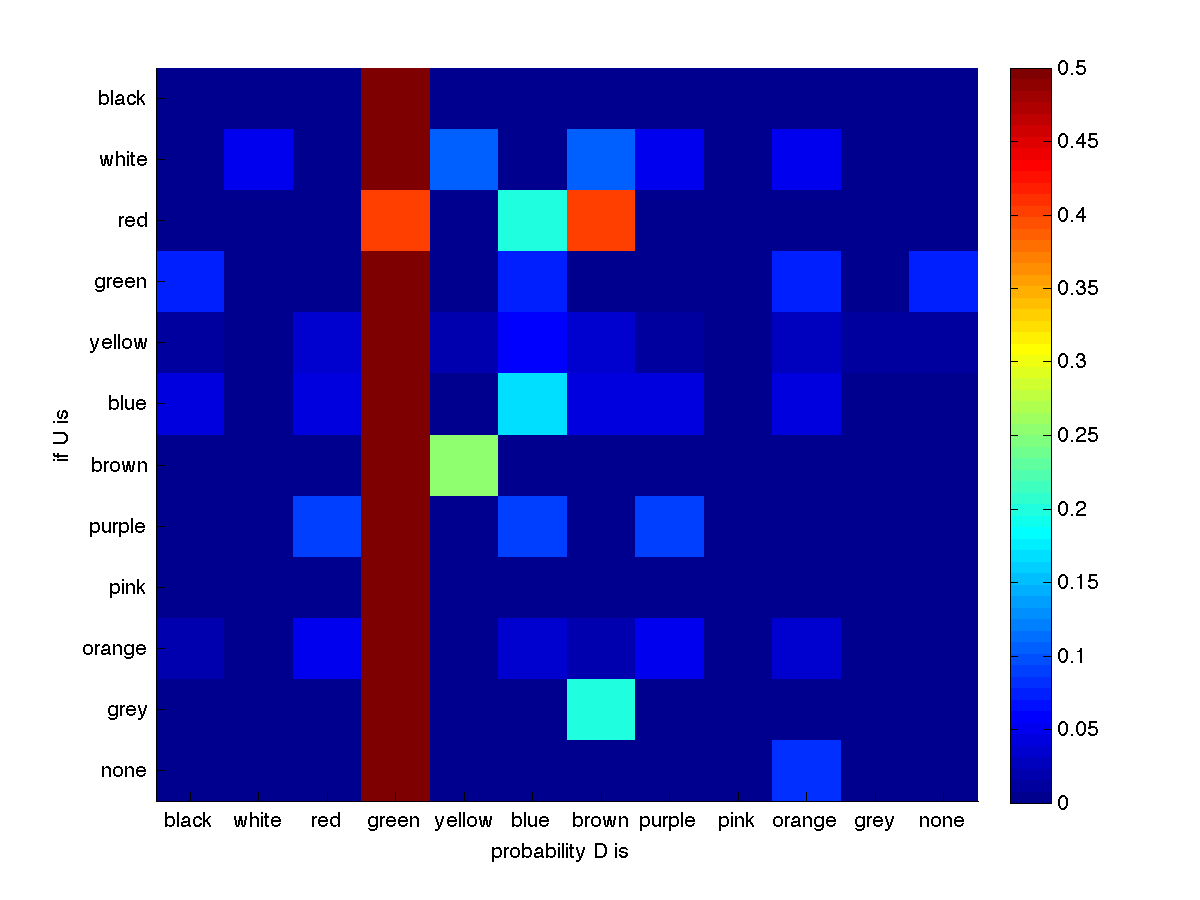 black
white
red
green
yellow
blue
brown
purple
pink
orange
grey
none
if U is
black white red green yellow blue brown purple pink orange grey none
probability D is
0.5
0.45
0.4
0.35
0.3
0.25
0.2
0.15
0.1
0.05
0